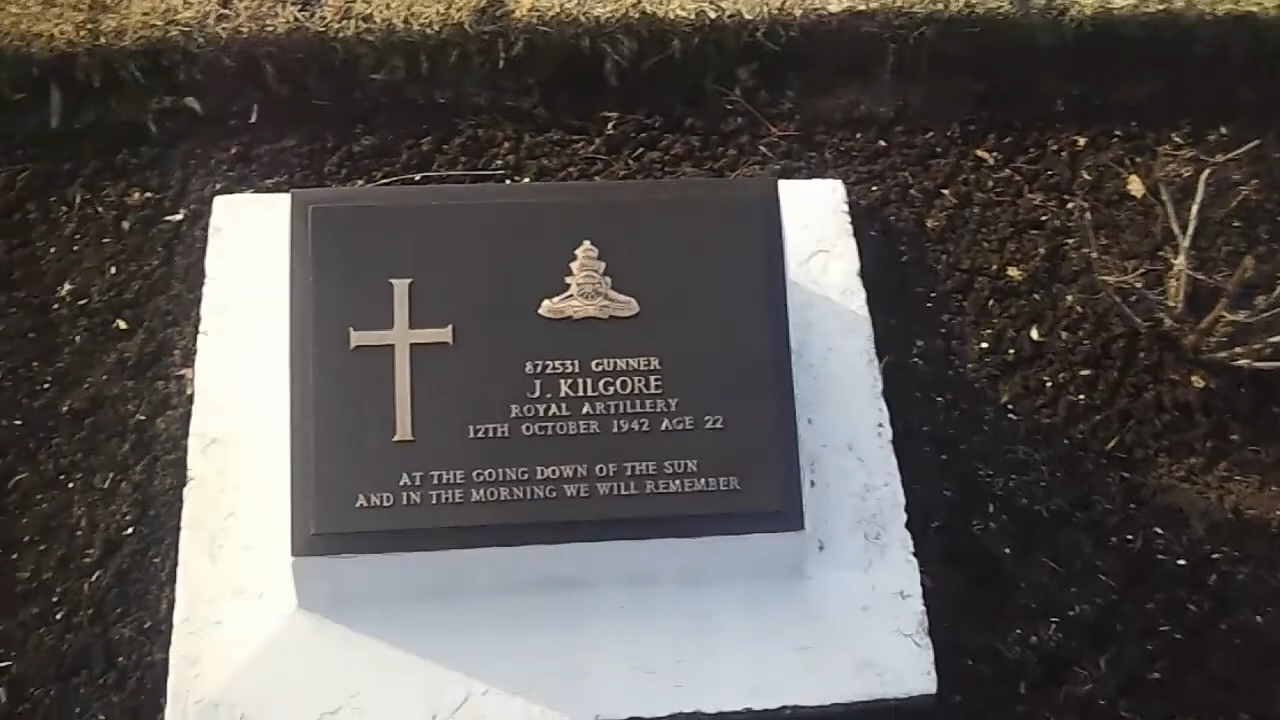 872531 GUNNER
J. KILGORE
ROYAL ARTILLERY
12TH OCTOBER 1942 AGE 22
AT THE GOING DOWN OF THE SUN
AND IN THE MORNING WE WILL REMEMBER